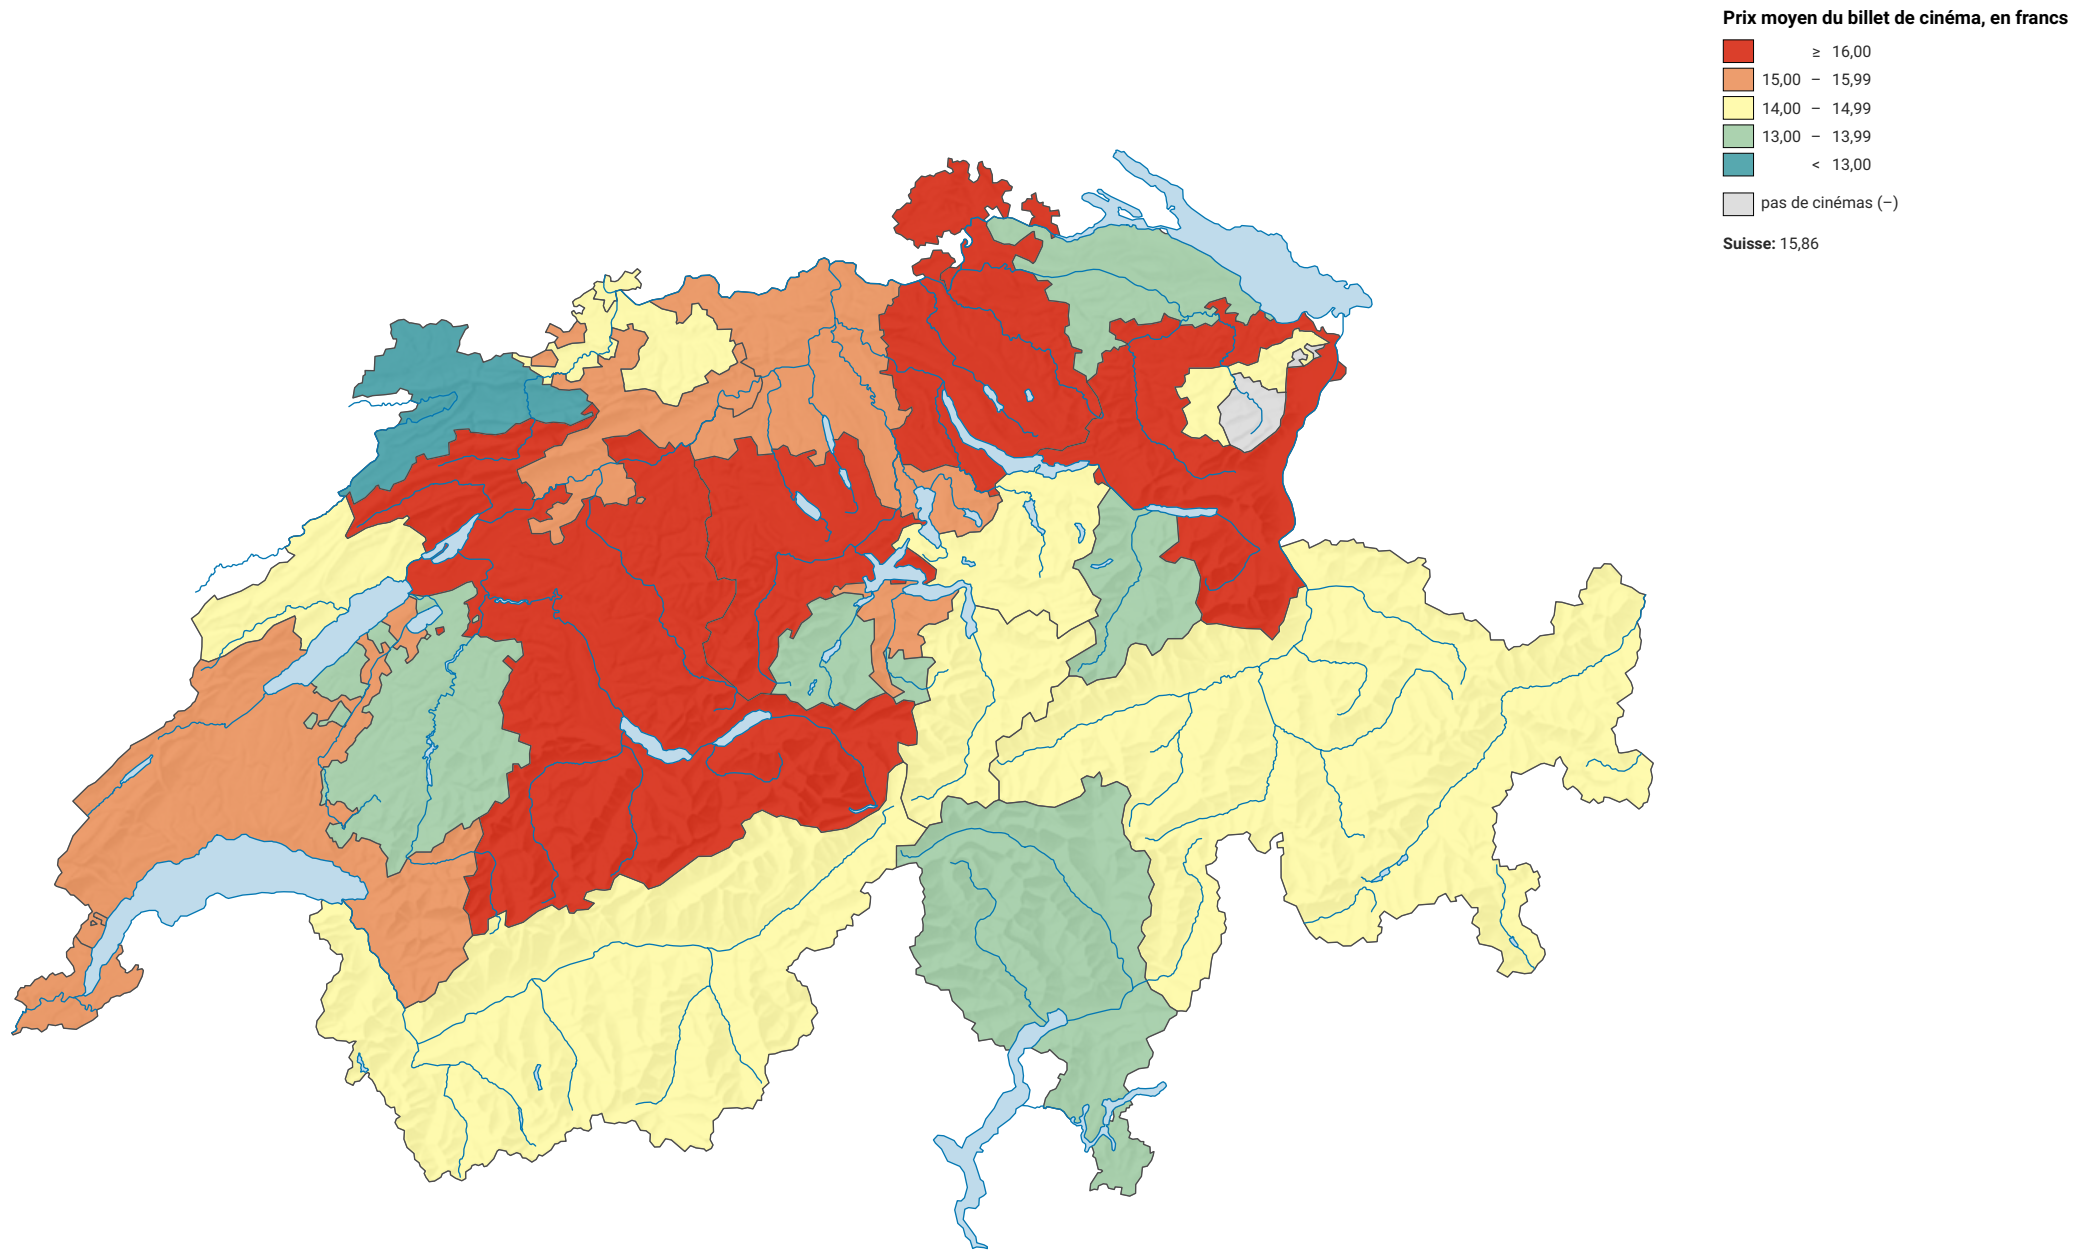 Prix moyen du billet de cinéma, en francs
≥ 16,00
15,00 – 15,99
14,00 – 14,99
13,00 – 13,99
< 13,00
pas de cinémas (–)
Suisse: 15,86